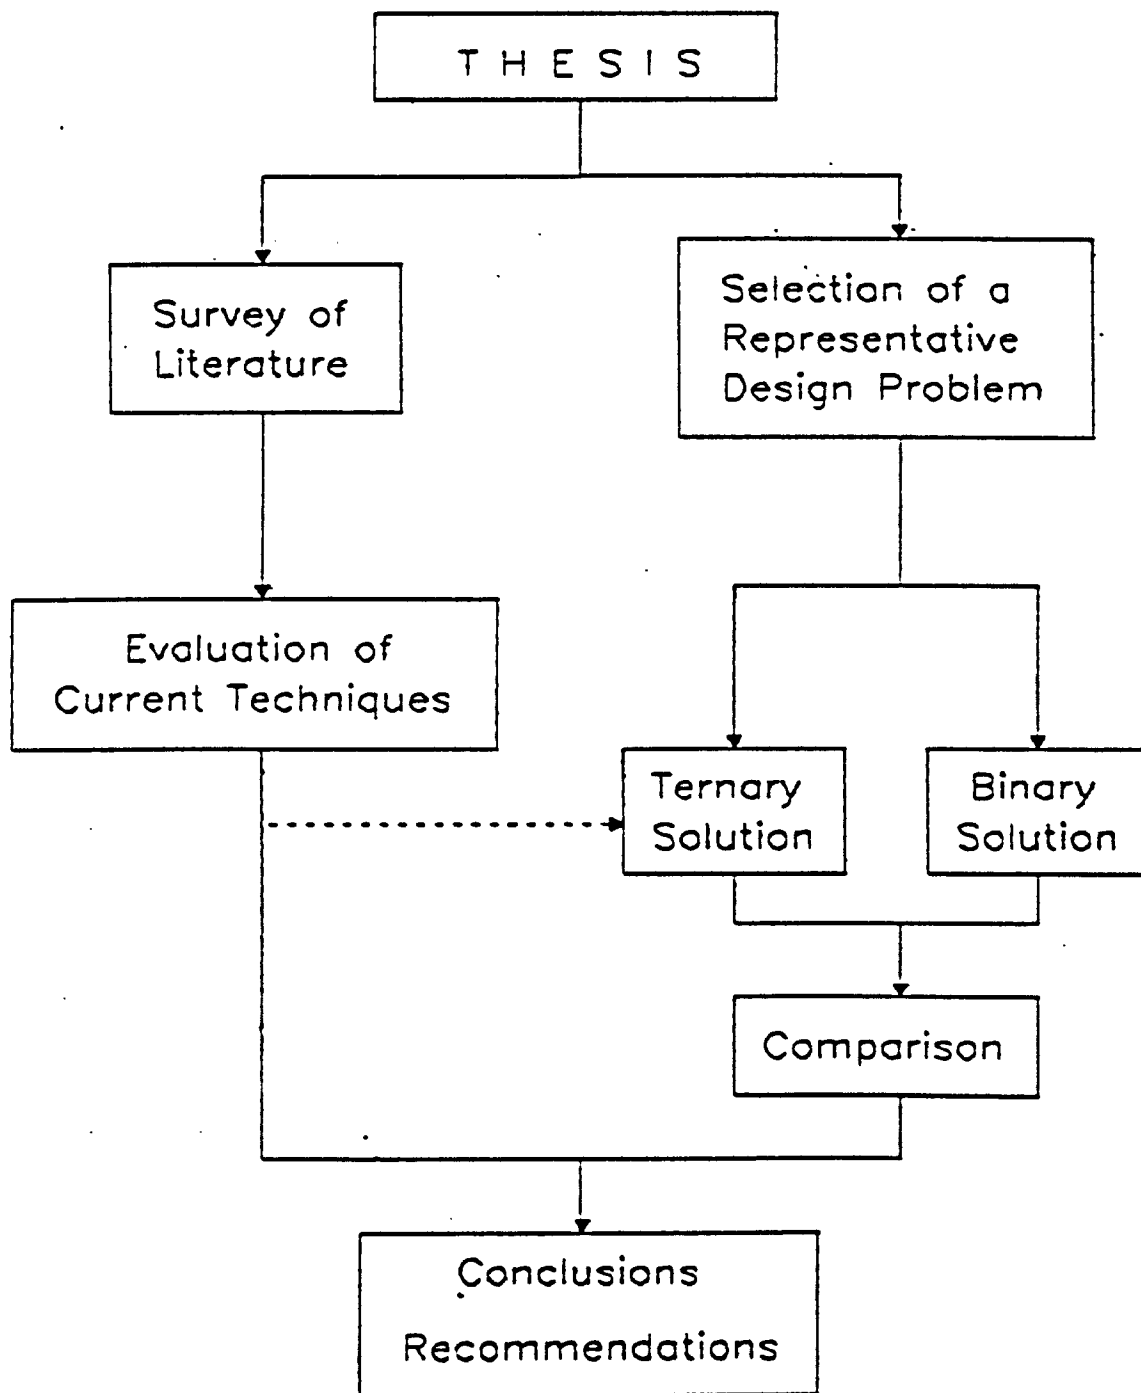 T H E S I S
Survey of
Literature
Selection of a
Representative
Design Problem
Evaluation of
Current Techniques
Ternary
Solution
Binary
Solution
Comparison
Conclusions
Recommendations